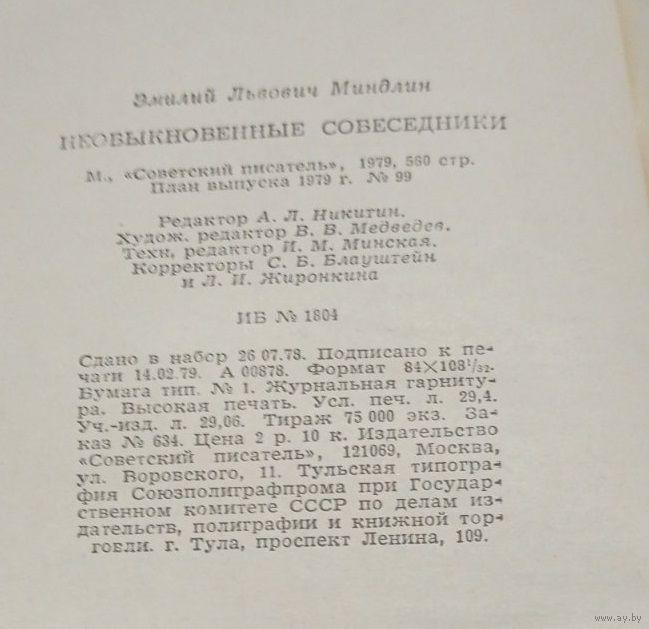 Эмилий Львович Миндлин
НЕОБЫКНОВЕННЫЕ СОБЕСЕДНИКИ
М., «Советский писатель», 1979, 560 стр.
План выпуска 1979 г. № 99
Редактор А. Л. Никитин.
Худож. редактор В. В. Медведев.
Техн. редактор И. М. Минская.
Корректоры С. Б. Блауштейн
и Л. И. Жиронкина
ИБ № 1804
Сдано в набор 26 07.78. Подписано к пе-
чати 14.02.79. А 00878. Формат 84×108¹/₃₂.
Бумага тип. № 1. Журнальная гарниту-
ра. Высокая печать. Усл. печ. л. 29,4.
Уч.-изд. л. 29,06. Тираж 75 000 экз. За-
каз № 634. Цена 2 р. 10 к. Издательство
«Советский писатель», 121069, Москва,
ул. Воровского, 11. Тульская типогра-
фия Союзполиграфпрома при Государ-
ственном комитете СССР по делам из-
дательств, полиграфии и книжной тор-
говли. г. Тула, проспект Ленина, 109.
www.ay.by